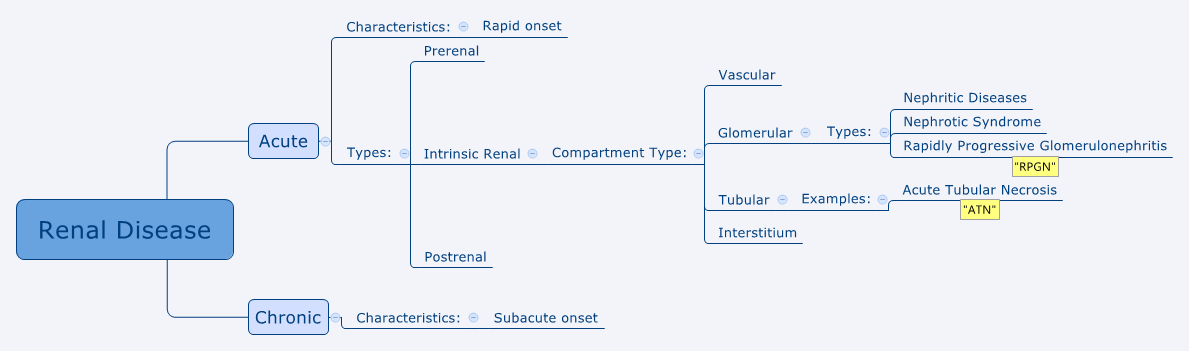 Characteristics: Rapid onset
Prerenal
Vascular
Nephritic Diseases
Nephrotic Syndrome
Acute
Glomerular Types:
Rapidly Progressive Glomerulonephritis
Types: Intrinsic Renal Compartment Type:
"RPGN"
Acute Tubular Necrosis
Tubular Examples:
"ATN"
Renal Disease
Interstitium
Postrenal
Chronic
Characteristics: Subacute onset